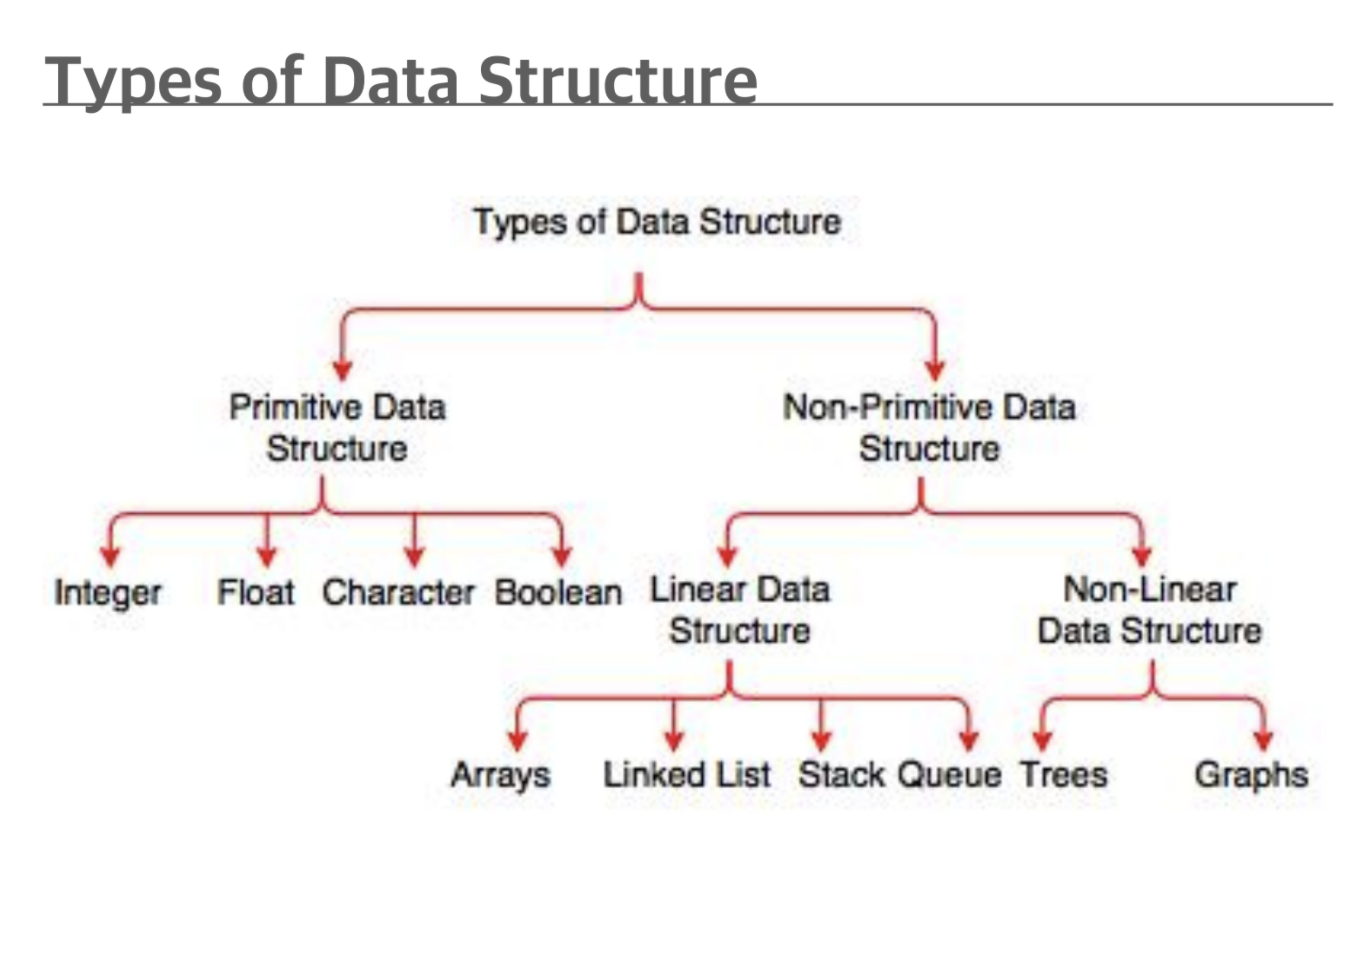 Types of Data Structure
Types of Data Structure
Primitive Data
Structure
Non-Primitive Data
Structure
Integer
Float
Character
Boolean
Linear Data
Structure
Non-Linear
Data Structure
Arrays
Linked List
Stack
Queue
Trees
Graphs